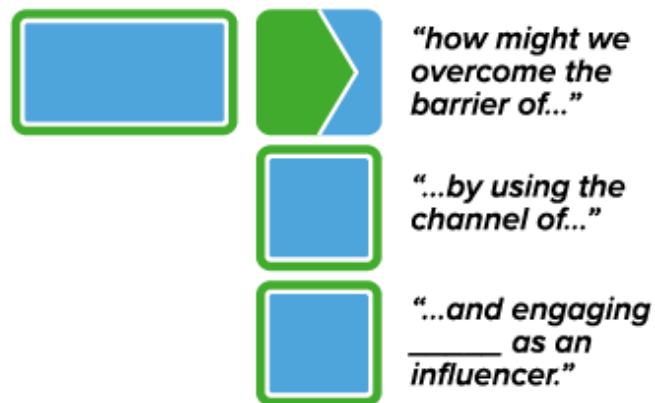 “how might we
overcome the
barrier of...”
“...by using the
channel of...”
“...and engaging
______ as an
influencer.”